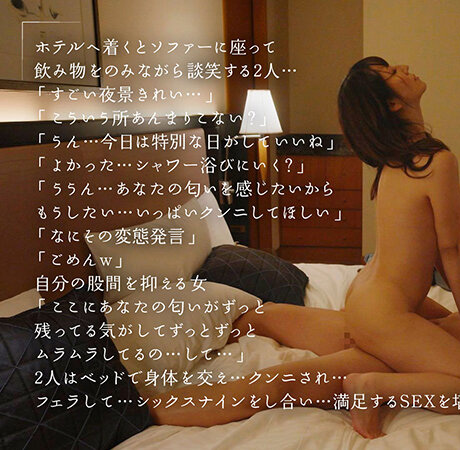 ホテルへ着くとソファーに座って
飲み物をのみながら談笑する2人…
「すごい夜景きれい…」
「こういう所あんまりこない?」
「うん…今日は特別な日がしていいね」
「よかった…シャワー浴びにいく?」
「ううん…あなたの匂いを感じたいから
もうしたい…いっぱいクンニしてほしい」
「なにその変態発言」
「ごめんw」
自分の股間を抑える女
「ここにあなたの匂いがずっと
残ってる気がしてずっとずっと
ムラムラしてるの…して…」
2人はベッドで身体を交え…クンニされ…
フェラして…シックスナインをし合い…満足するSEXを